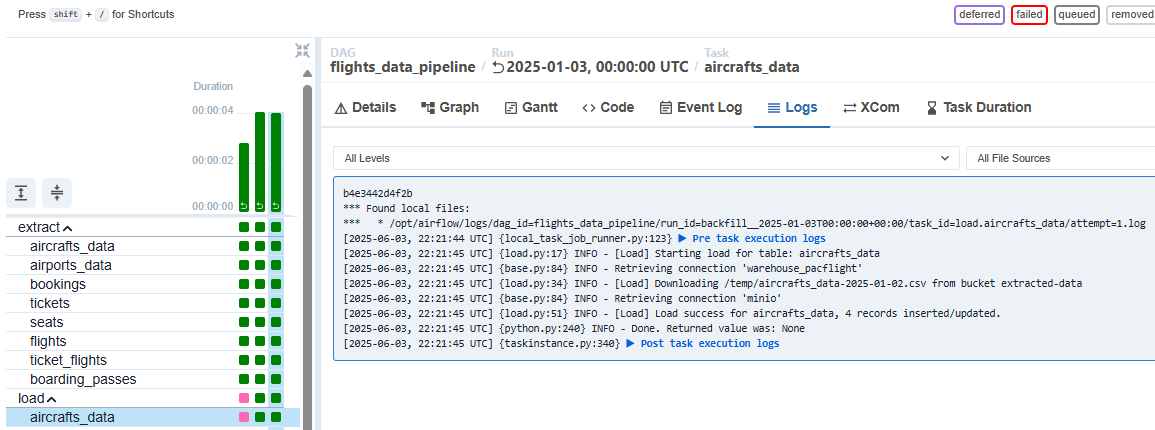 Press shift + / for Shortcuts
deferred failed queued removed
Duration
00:00:04
00:00:02
00:00:00
extract
aircrafts_data
airports_data
bookings
tickets
seats
flights
ticket_flights
boarding_passes
load
aircrafts_data
DAG
flights_data_pipeline
/
Run
2025-01-03, 00:00:00 UTC
/
Task
aircrafts_data
Details Graph Gantt Code Event Log Logs XCom Task Duration
All Levels
All File Sources
b4e3442d4f2b
*** Found local files:
***   * /opt/airflow/logs/dag_id=flights_data_pipeline/run_id=backfill__2025-01-03T00:00:00+00:00/task_id=load.aircrafts_data/attempt=1.log
[2025-06-03, 22:21:44 UTC] {local_task_job_runner.py:123} ▶ Pre task execution logs
[2025-06-03, 22:21:45 UTC] {load.py:17} INFO - [Load] Starting load for table: aircrafts_data
[2025-06-03, 22:21:45 UTC] {base.py:84} INFO - Retrieving connection 'warehouse_pacflight'
[2025-06-03, 22:21:45 UTC] {load.py:34} INFO - [Load] Downloading /temp/aircrafts_data-2025-01-02.csv from bucket extracted-data
[2025-06-03, 22:21:45 UTC] {base.py:84} INFO - Retrieving connection 'minio'
[2025-06-03, 22:21:45 UTC] {load.py:51} INFO - [Load] Load success for aircrafts_data, 4 records inserted/updated.
[2025-06-03, 22:21:45 UTC] {python.py:240} INFO - Done. Returned value was: None
[2025-06-03, 22:21:45 UTC] {taskinstance.py:340} ▶ Post task execution logs